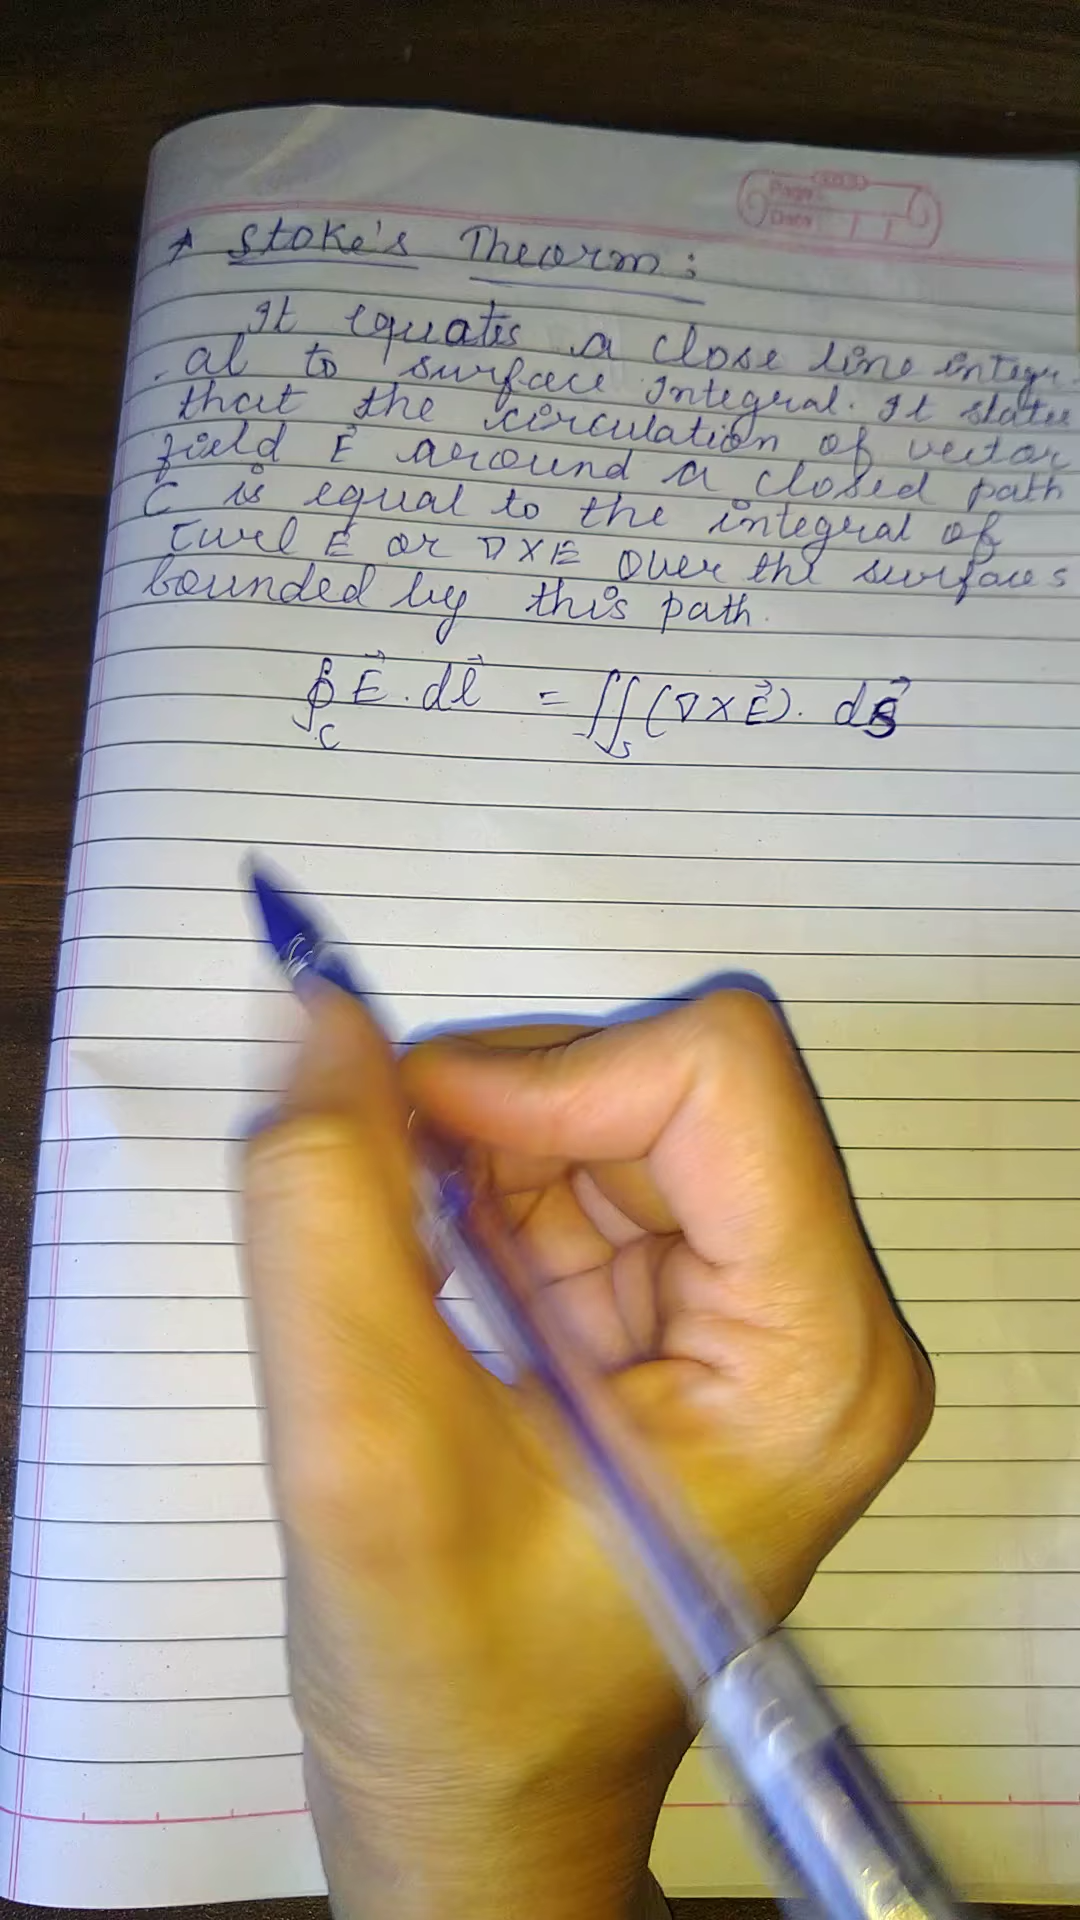 * Stoke's Theorm :
It equates a close line integr
al to surface Integral. It states
that the circulation of vector
field E around a closed path
C is equal to the integral of
curl E or ∇×E over the surfaces
bounded by this path.
∮_C E⃗ . dl⃗ = ∬_S (∇×E⃗). dS⃗
Page:
Date: